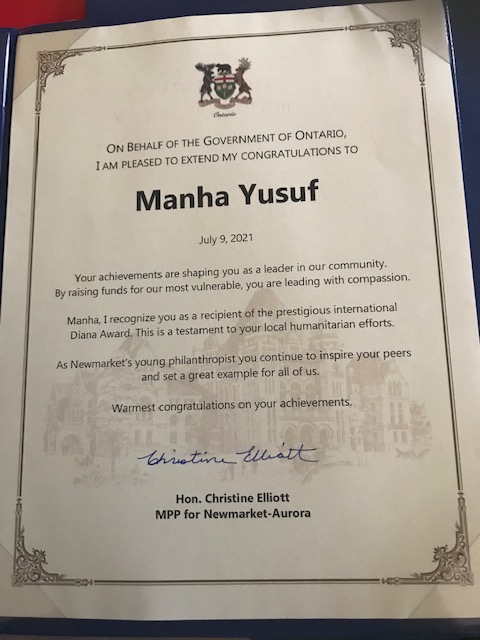 Ontario
ON BEHALF OF THE GOVERNMENT OF ONTARIO,
I AM PLEASED TO EXTEND MY CONGRATULATIONS TO
Manha Yusuf
July 9, 2021
Your achievements are shaping you as a leader in our community.
By raising funds for our most vulnerable, you are leading with compassion.
Manha, I recognize you as a recipient of the prestigious international
Diana Award. This is a testament to your local humanitarian efforts.
As Newmarket's young philanthropist you continue to inspire your peers
and set a great example for all of us.
Warmest congratulations on your achievements.
Christine Elliott
Hon. Christine Elliott
MPP for Newmarket-Aurora